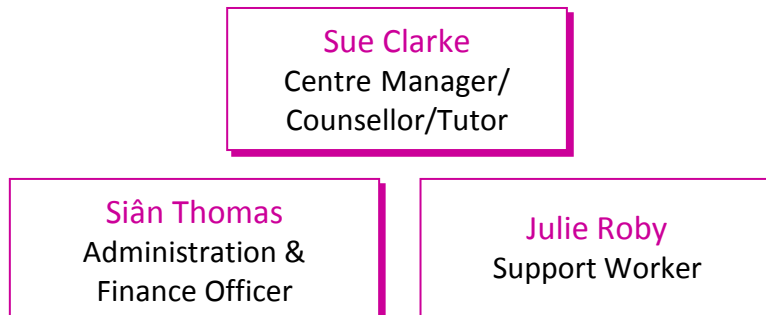 Sue Clarke
Centre Manager/
Counsellor/Tutor
Siân Thomas
Administration &
Finance Officer
Julie Roby
Support Worker